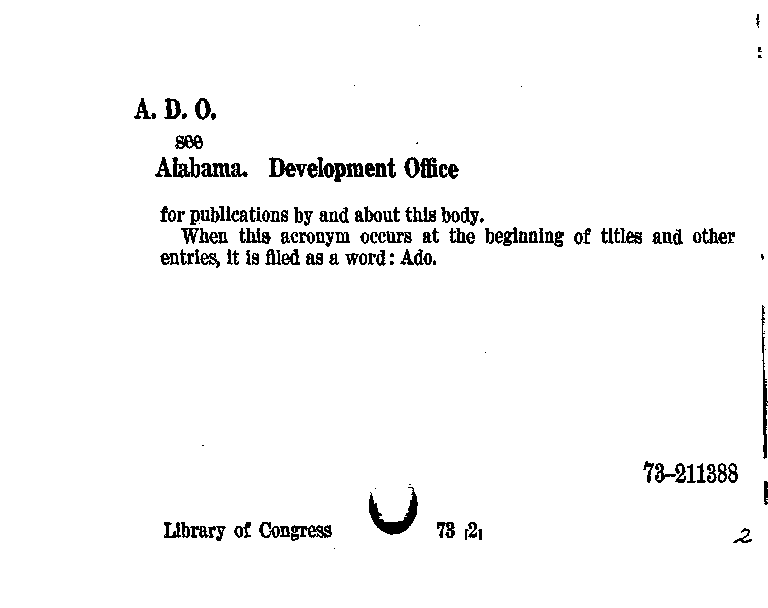 A. D. O.
see
Alabama. Development Office
for publications by and about this body.
When this acronym occurs at the beginning of titles and other
entries, it is filed as a word: Ado.
73-211388
Library of Congress 73 [2]
2